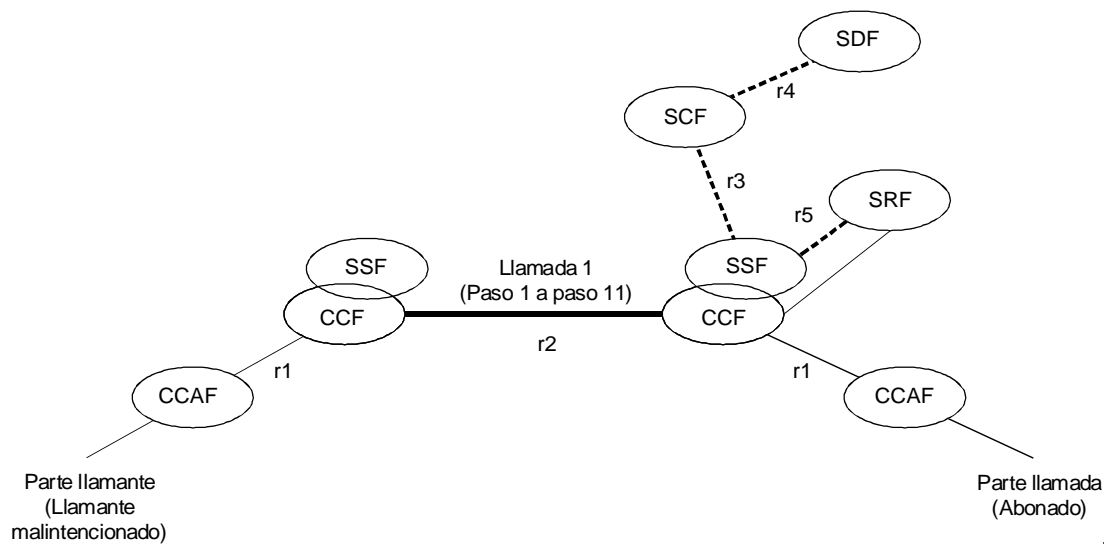 SDF
r4
SCF
r3
SRF
r5
SSF
Llamada 1
(Paso 1 a paso 11)
SSF
CCF
CCF
r2
r1
r1
CCAF
CCAF
Parte llamante
(Llamante
malintencionado)
Parte llamada
(Abonado)